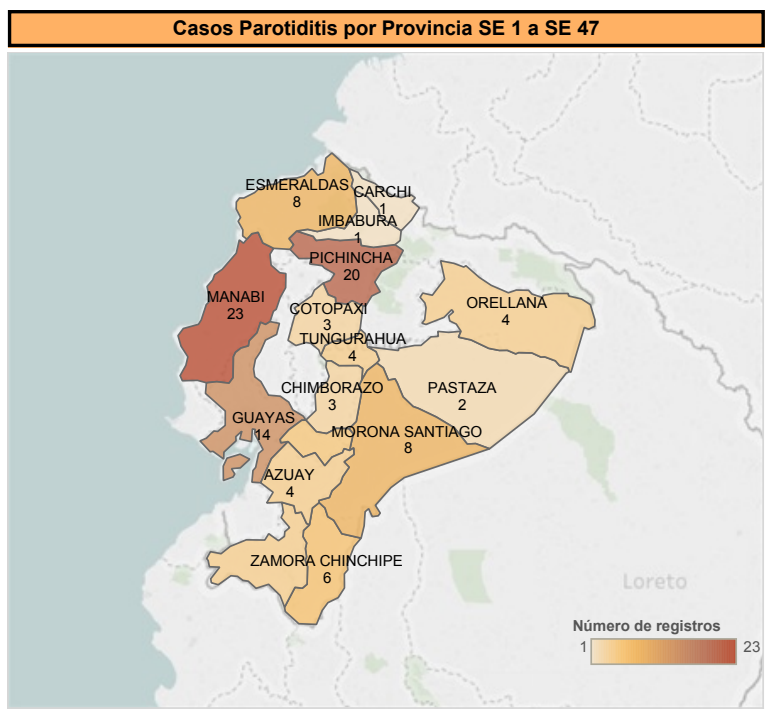 Casos Parotiditis por Provincia SE 1 a SE 47
ESMERALDAS
8
CARCHI
1
IMBABURA
1
PICHINCHA
20
MANABI
23
COTOPAXI
3
ORELLANA
4
TUNGURAHUA
4
CHIMBORAZO
3
PASTAZA
2
GUAYAS
14
MORONA SANTIAGO
8
AZUAY
4
ZAMORA CHINCHIPE
6
Loreto
Número de registros
1
23